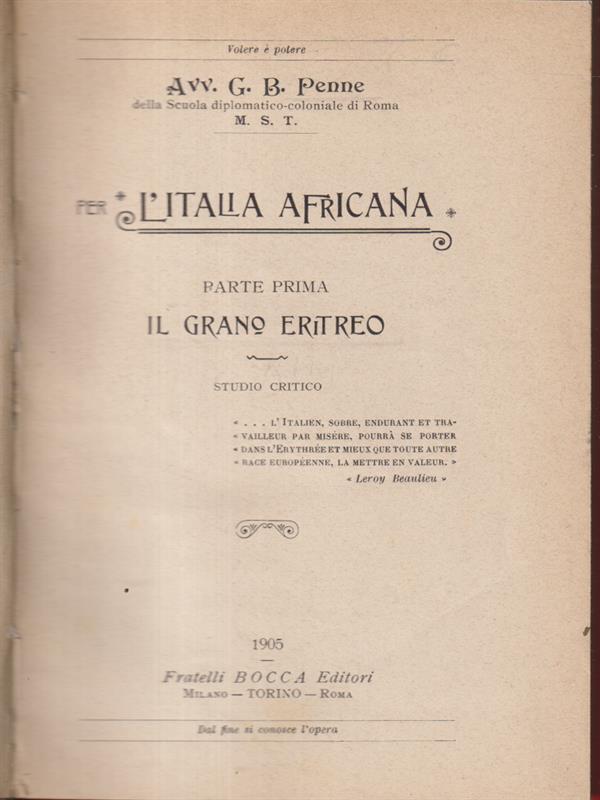 Volere è potere
Avv. G. B. Penne
della Scuola diplomatico-coloniale di Roma
M. S. T.
PER L'ITALIA AFRICANA
PARTE PRIMA
IL GRANO ERITREO
STUDIO CRITICO
« . . . L'ITALIEN, SOBRE, ENDURANT ET TRA-
« VAILLEUR PAR MISÈRE, POURRÀ SE PORTER
« DANS L'ERYTHRÉE ET MIEUX QUE TOUTE AUTRE
« RACE EUROPÉENNE, LA METTRE EN VALEUR. »
« Leroy Beaulieu »
1905
Fratelli BOCCA Editori
MILANO — TORINO — ROMA
Dal fine si conosce l'opera